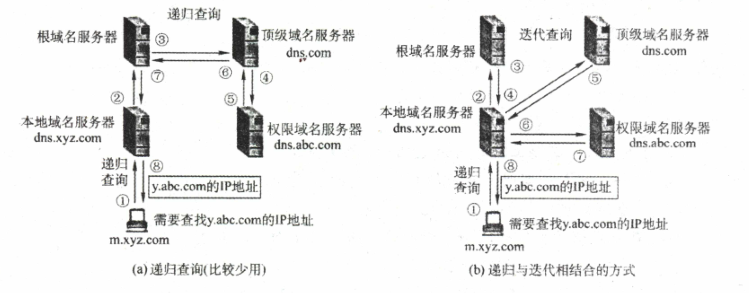 递归查询
根域名服务器
③
顶级域名服务器
dns.com
⑥
②
⑦
⑤
④
本地域名服务器
dns.xyz.com
权限域名服务器
dns.abc.com
递归
查询
⑧
y.abc.com的IP地址
①
需要查找y.abc.com的IP地址
m.xyz.com
(a) 递归查询(比较少用)
根域名服务器
迭代查询
顶级域名服务器
dns.com
③
②
④
⑤
本地域名服务器
dns.xyz.com
⑥
权限域名服务器
dns.abc.com
⑦
递归
查询
⑧
y.abc.com的IP地址
①
需要查找y.abc.com的IP地址
m.xyz.com
(b) 递归与迭代相结合的方式